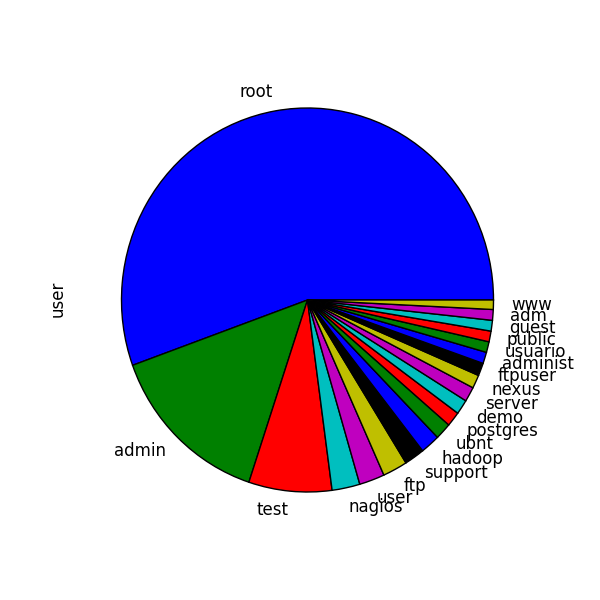 root
user
www
adm
guest
public
usuario
administ
ftpuser
nexus
server
demo
postgres
ubnt
hadoop
support
ftp
user
nagios
test
admin